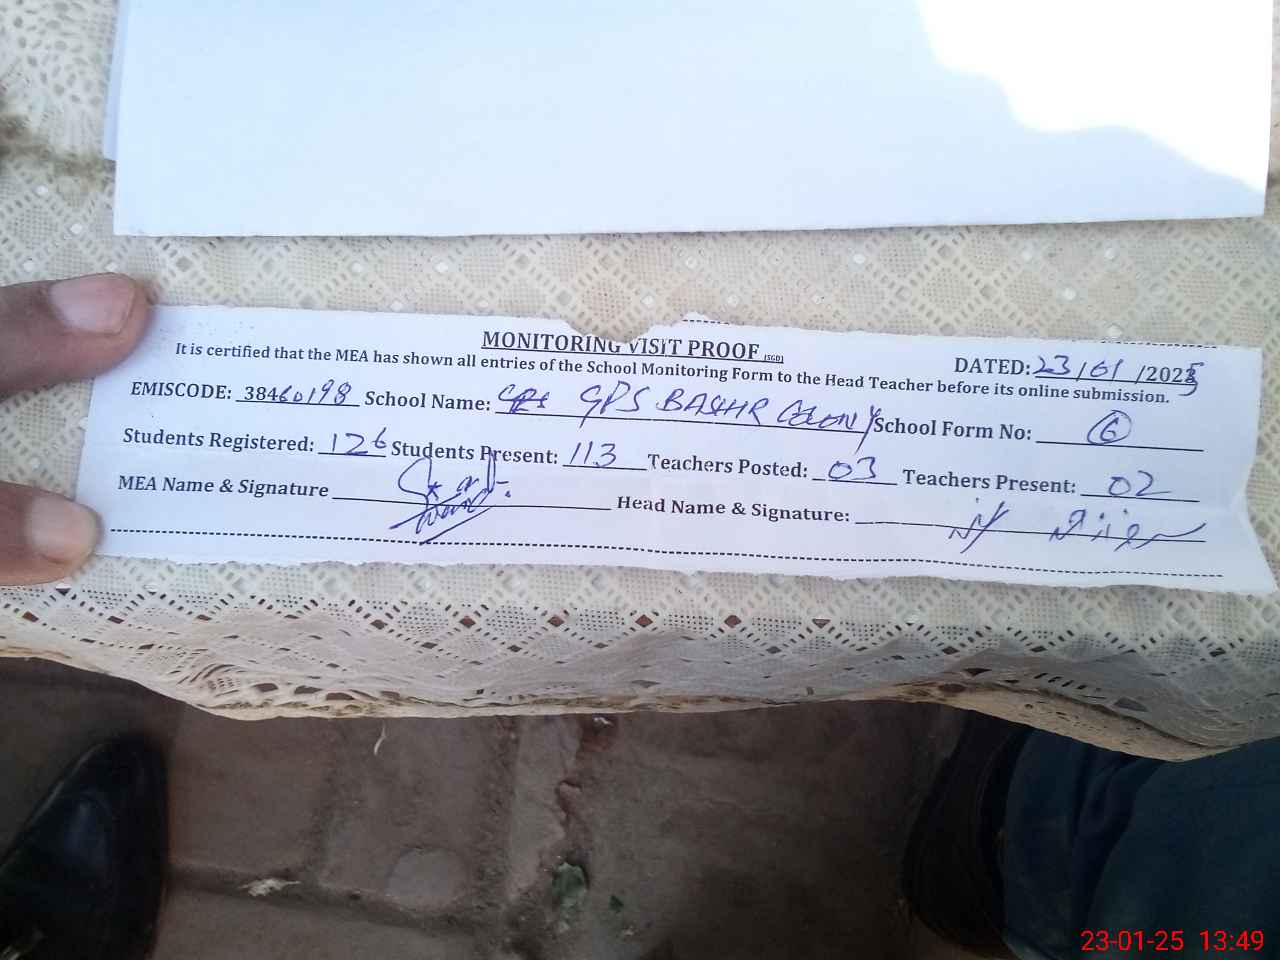 MONITORING VISIT PROOF (SGD)
DATED: 23/01/2025
It is certified that the MEA has shown all entries of the School Monitoring Form to the Head Teacher before its online submission.
EMISCODE: 38460198 School Name: GPS BASHIR COLONY School Form No: 6
Students Registered: 126 Students Present: 113 Teachers Posted: 03 Teachers Present: 02
MEA Name & Signature Head Name & Signature:
23-01-25 13:49